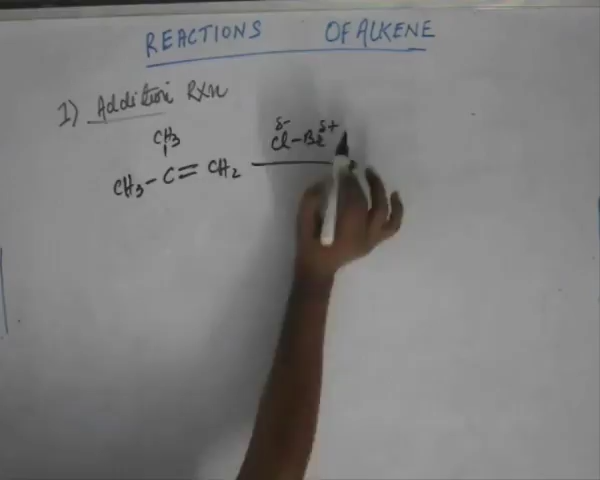 REACTIONS OF ALKENE
1) Addition Rxn
CH3
δ- δ+
Cl-Br
CH3-C=CH2